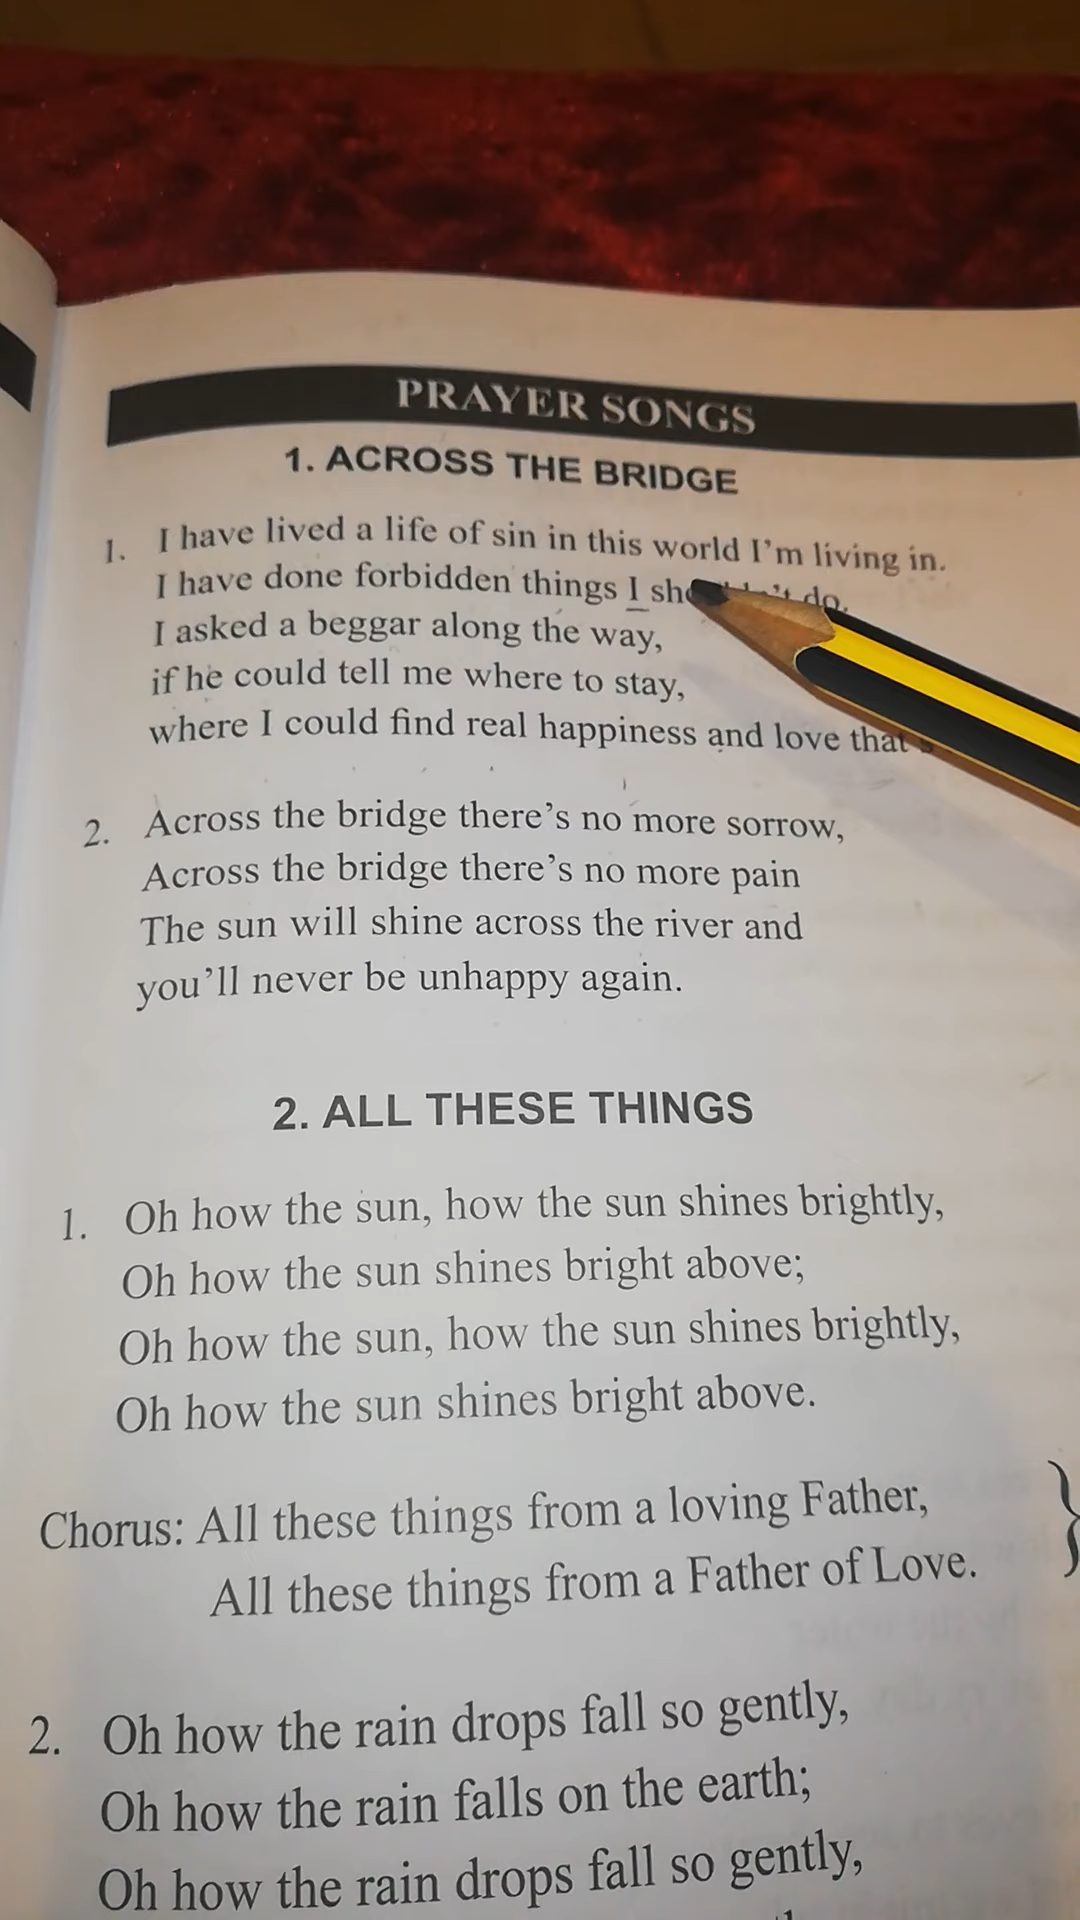 PRAYER SONGS
1. ACROSS THE BRIDGE
1. I have lived a life of sin in this world I'm living in.
I have done forbidden things I shouldn't do.
I asked a beggar along the way,
if he could tell me where to stay,
where I could find real happiness and love that's
2. Across the bridge there's no more sorrow,
Across the bridge there's no more pain
The sun will shine across the river and
you'll never be unhappy again.
2. ALL THESE THINGS
1. Oh how the sun, how the sun shines brightly,
Oh how the sun shines bright above;
Oh how the sun, how the sun shines brightly,
Oh how the sun shines bright above.
Chorus: All these things from a loving Father,
All these things from a Father of Love.
2. Oh how the rain drops fall so gently,
Oh how the rain falls on the earth;
Oh how the rain drops fall so gently,